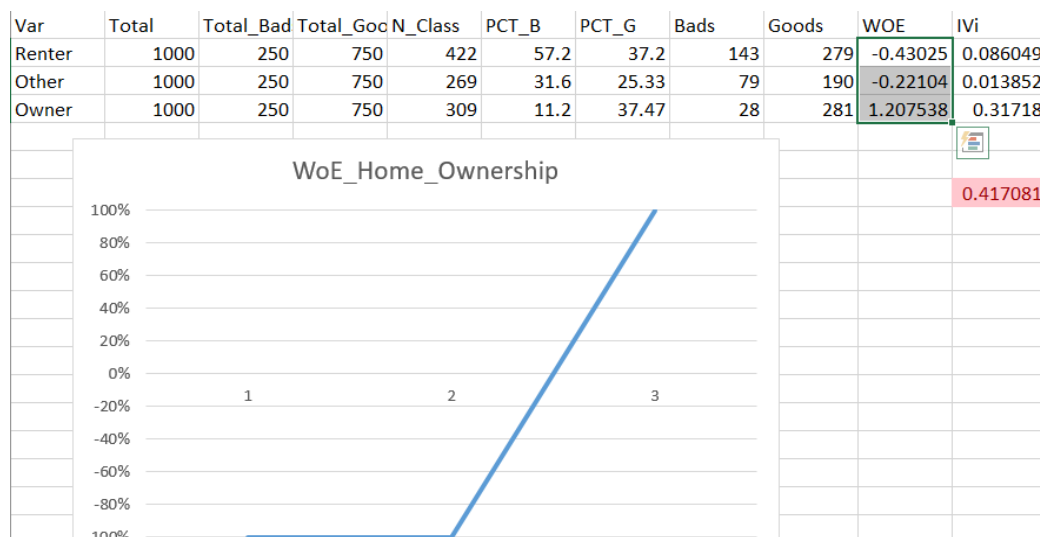 Var Total Total_Bad Total_Goo N_Class PCT_B PCT_G Bads Goods WOE IVi
Renter 1000 250 750 422 57.2 37.2 143 279 -0.43025 0.086049
Other 1000 250 750 269 31.6 25.33 79 190 -0.22104 0.013852
Owner 1000 250 750 309 11.2 37.47 28 281 1.207538 0.31718
0.417081
WoE_Home_Ownership
100%
80%
60%
40%
20%
0%
1 2 3
-20%
-40%
-60%
-80%